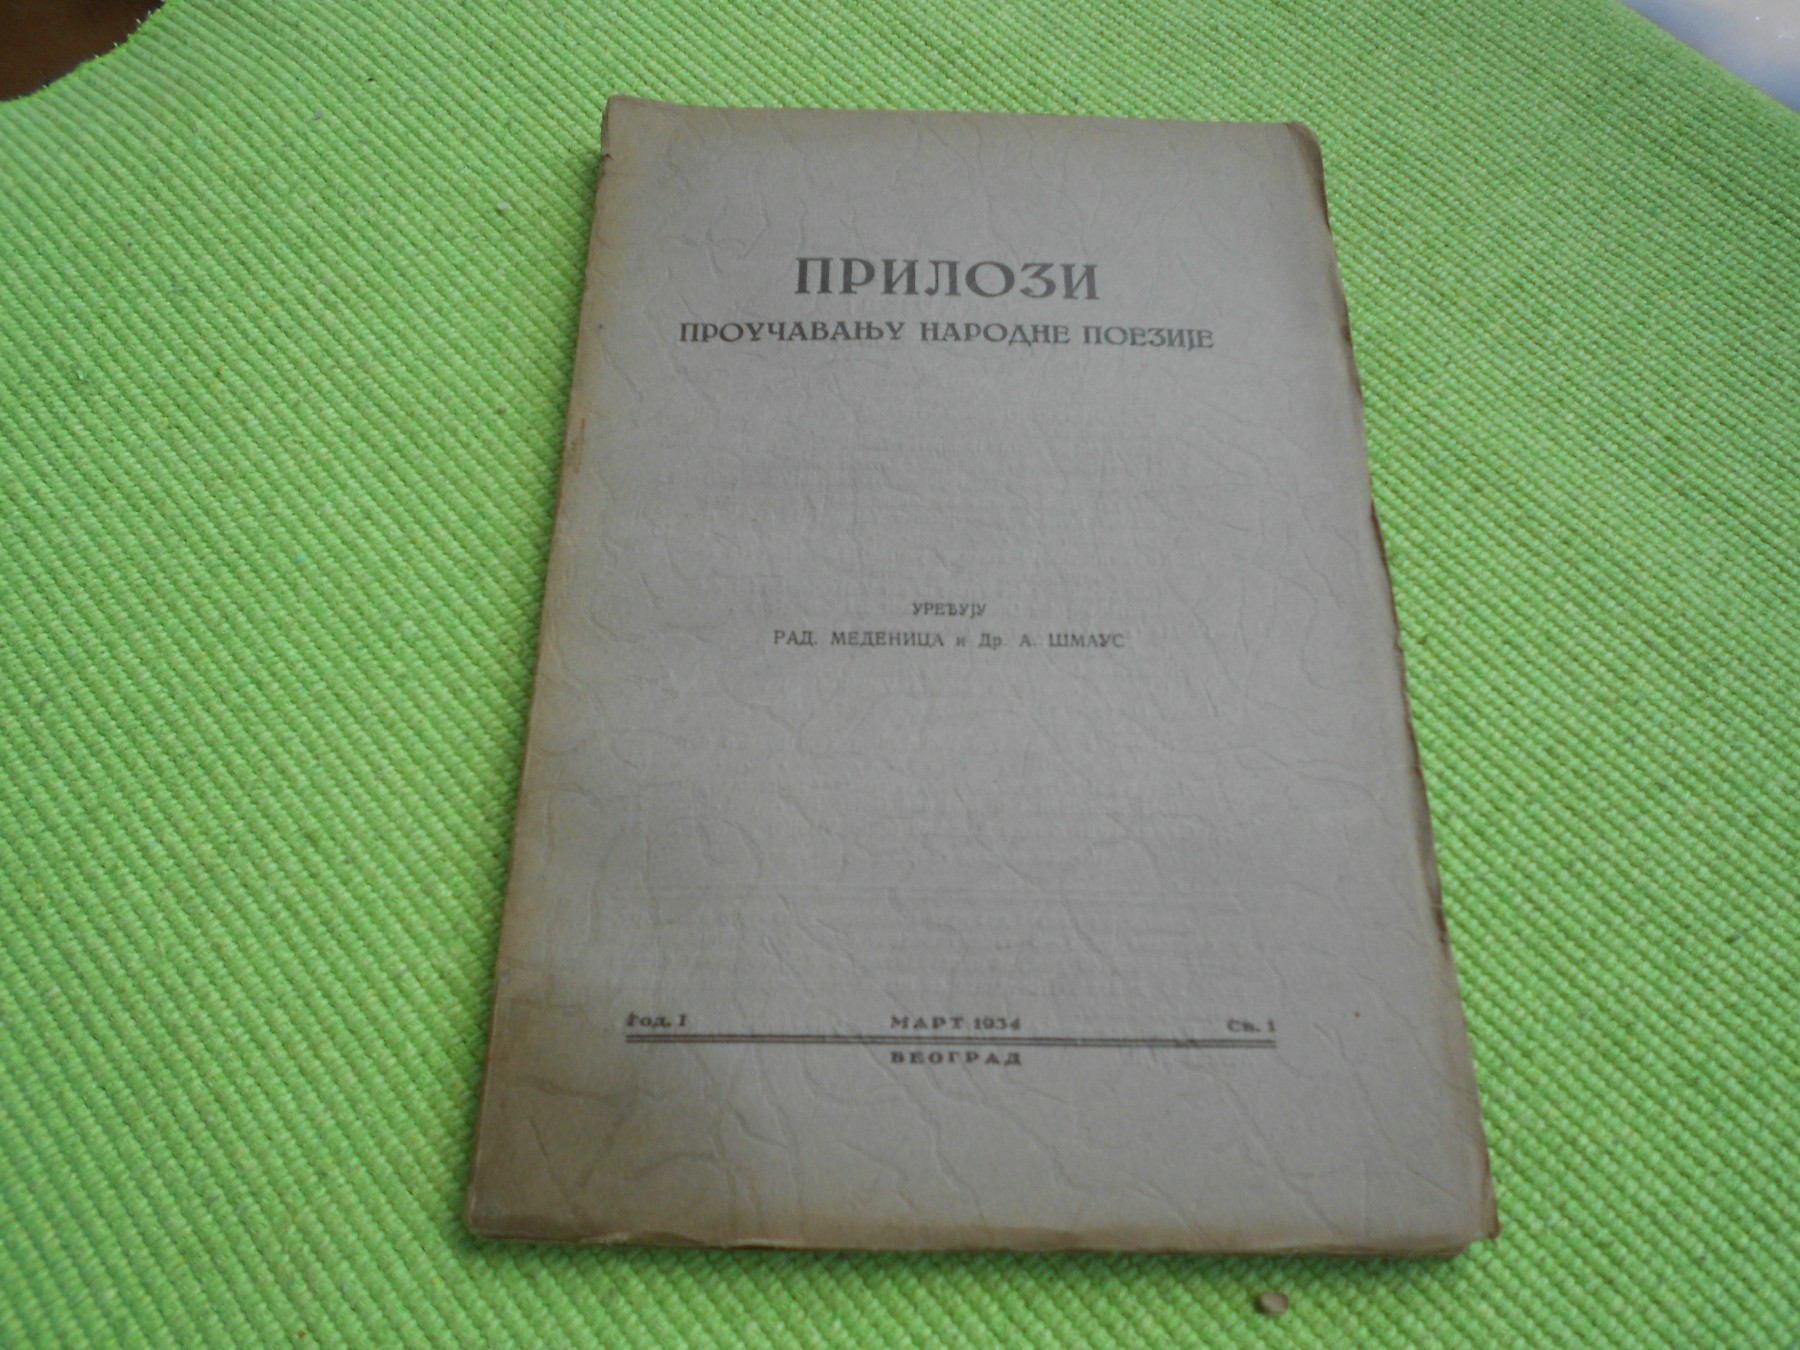 ПРИЛОЗИ
ПРОУЧАВАЊУ НАРОДНЕ ПОЕЗИЈЕ
УРЕЂУЈУ
РАД. МЕДЕНИЦА и Др. А. ШМАУС
Год. I МАРТ 1934 Св. 1
БЕОГРАД